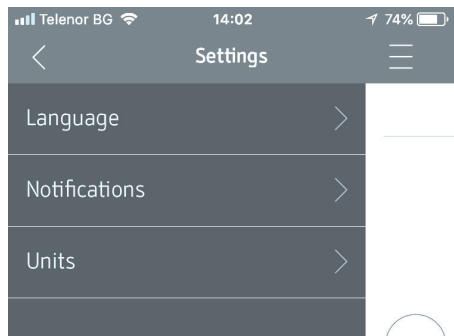 Telenor BG 14:02 74%
Settings
Language
Notifications
Units